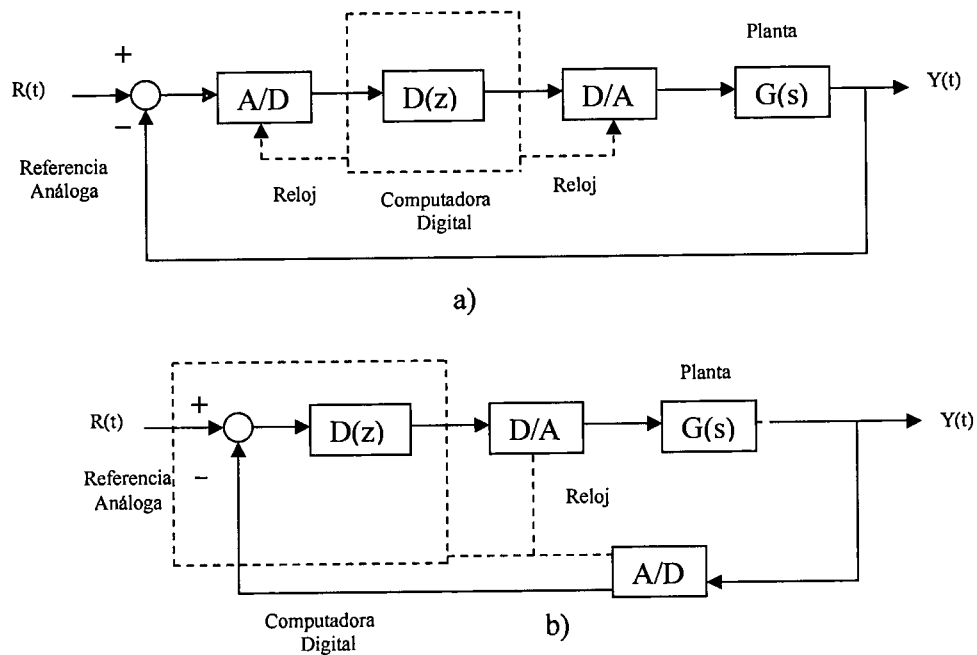 Planta
+
R(t)
A/D
D(z)
D/A
G(s)
Y(t)
−
Referencia
Análoga
Reloj
Computadora
Digital
Reloj
a)
Planta
R(t)
+
D(z)
D/A
G(s)
Y(t)
Referencia
Análoga
−
Reloj
A/D
Computadora
Digital
b)